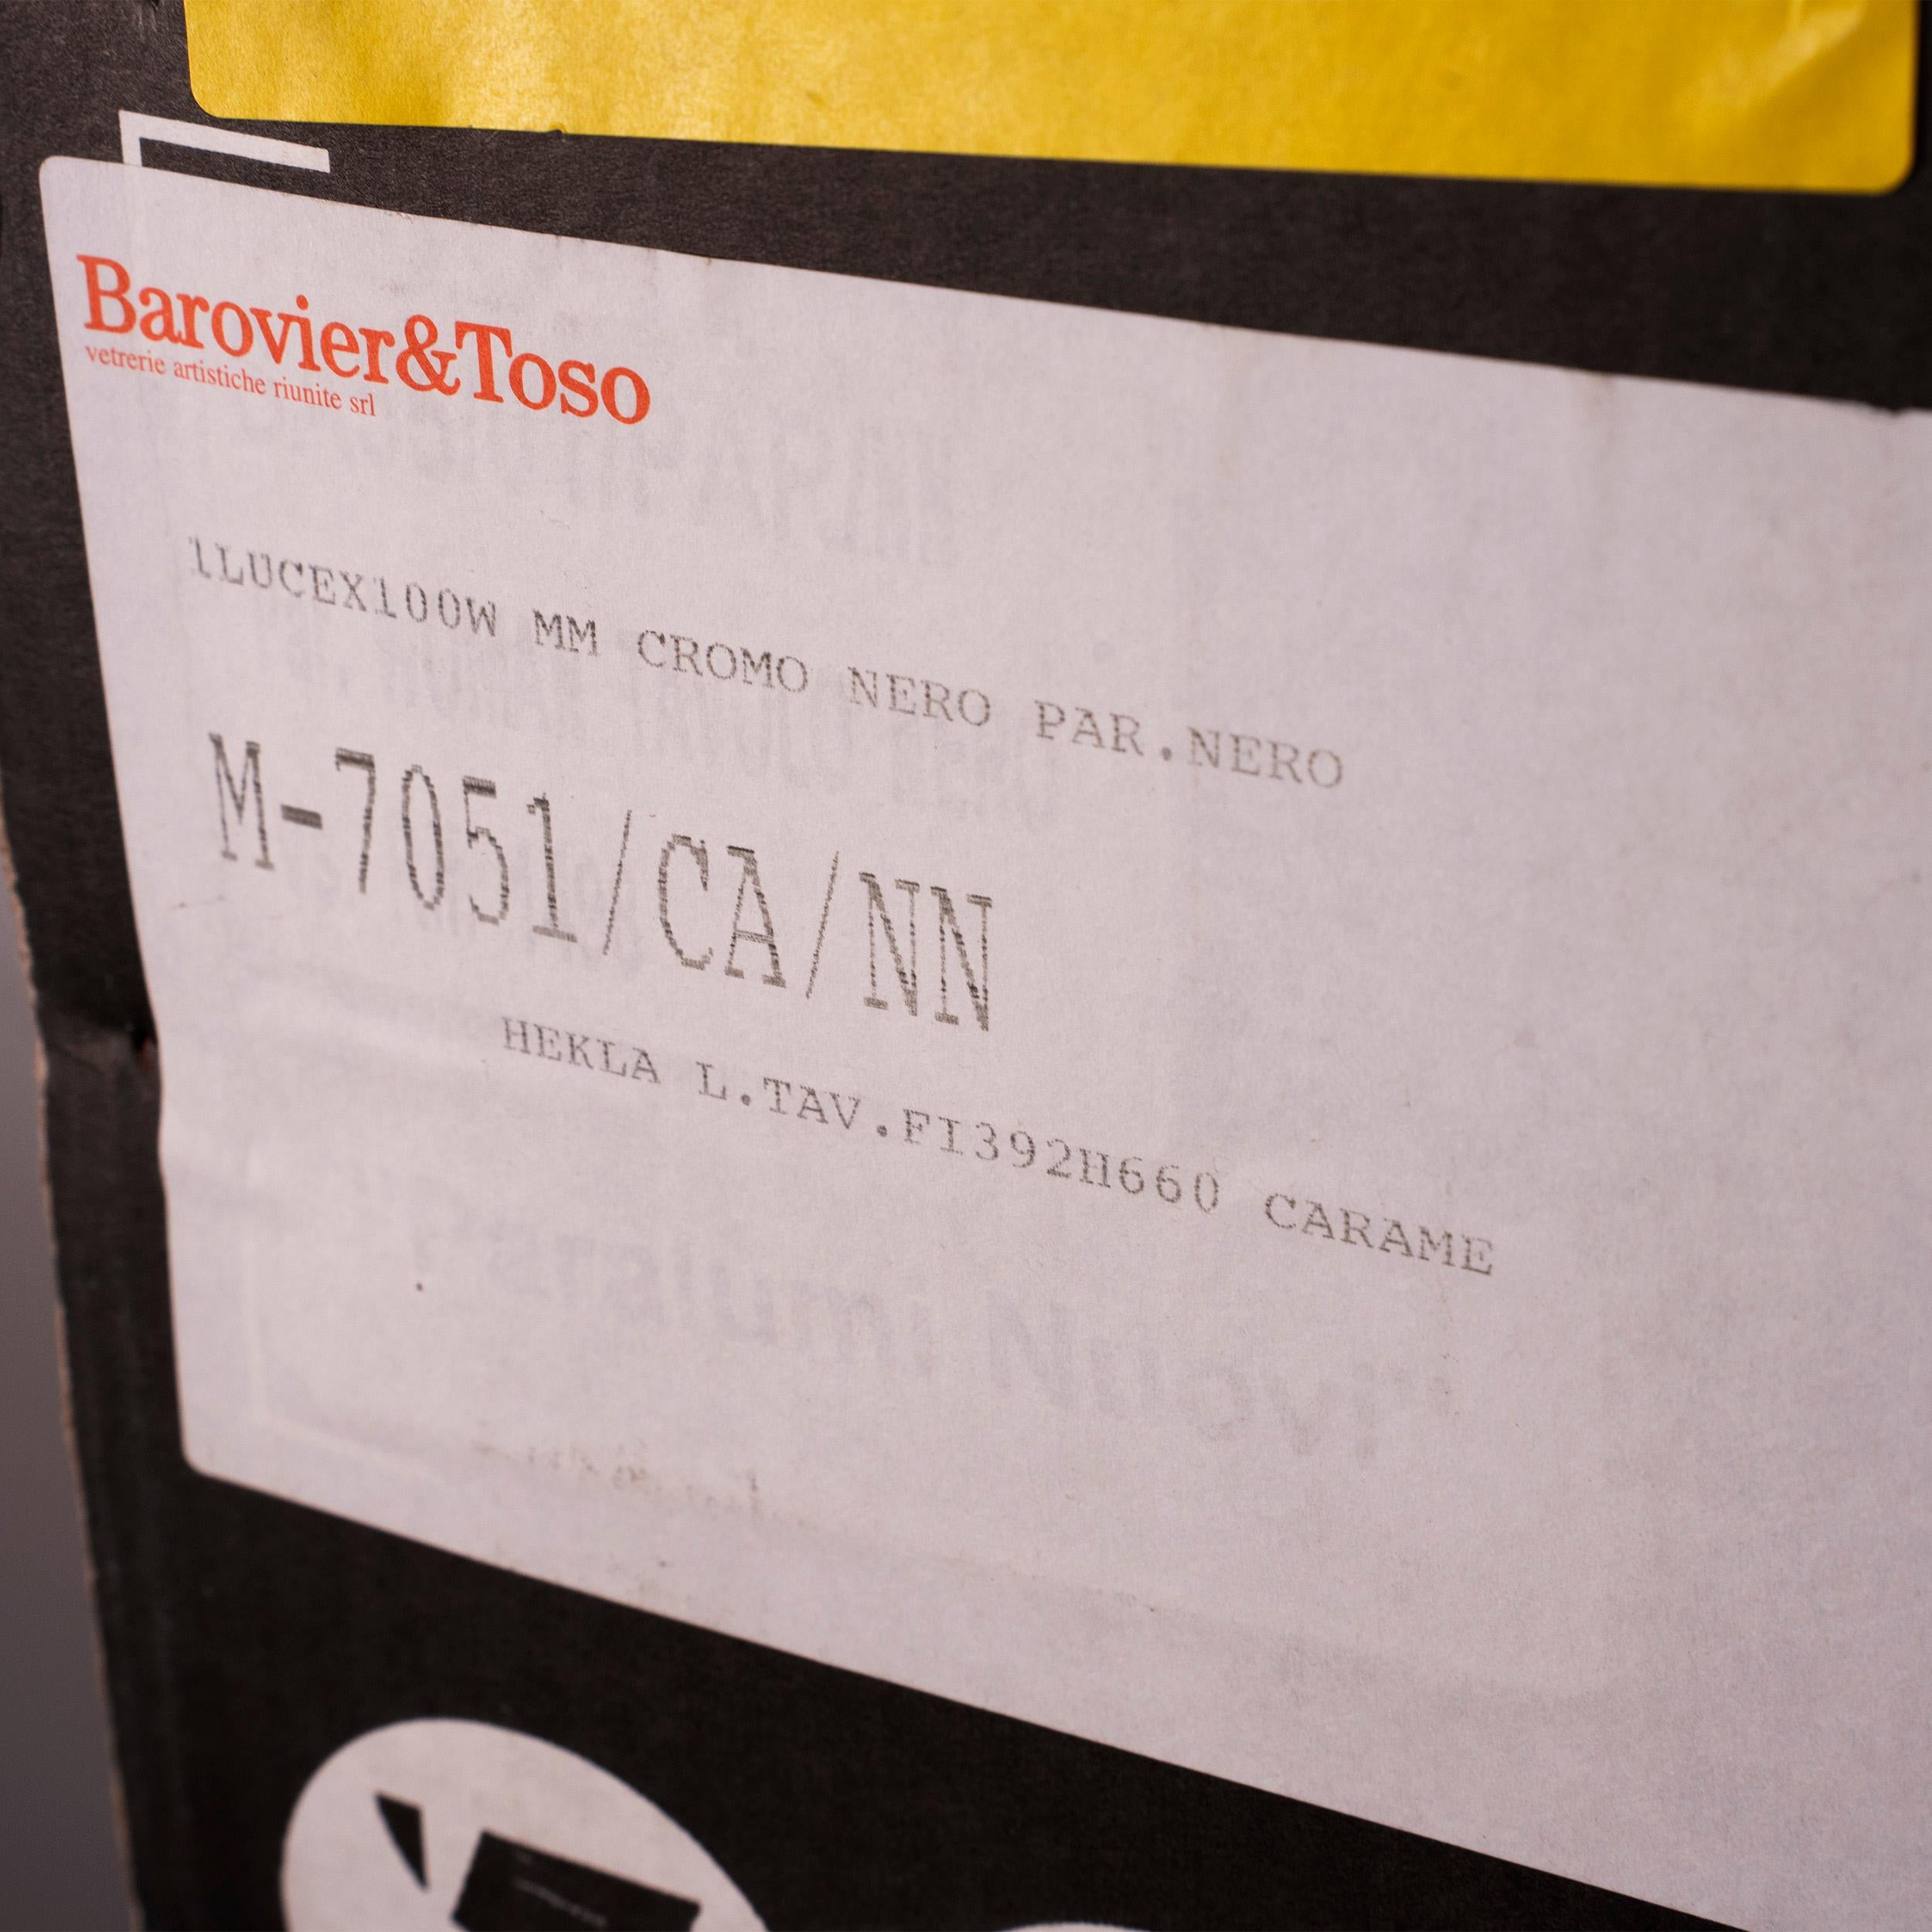 Barovier&Toso
vetrerie artistiche riunite srl
1LUCEX100W MM CROMO NERO PAR.NERO
M-7051/CA/NN
HEKLA L.TAV.FI392H660 CARAME